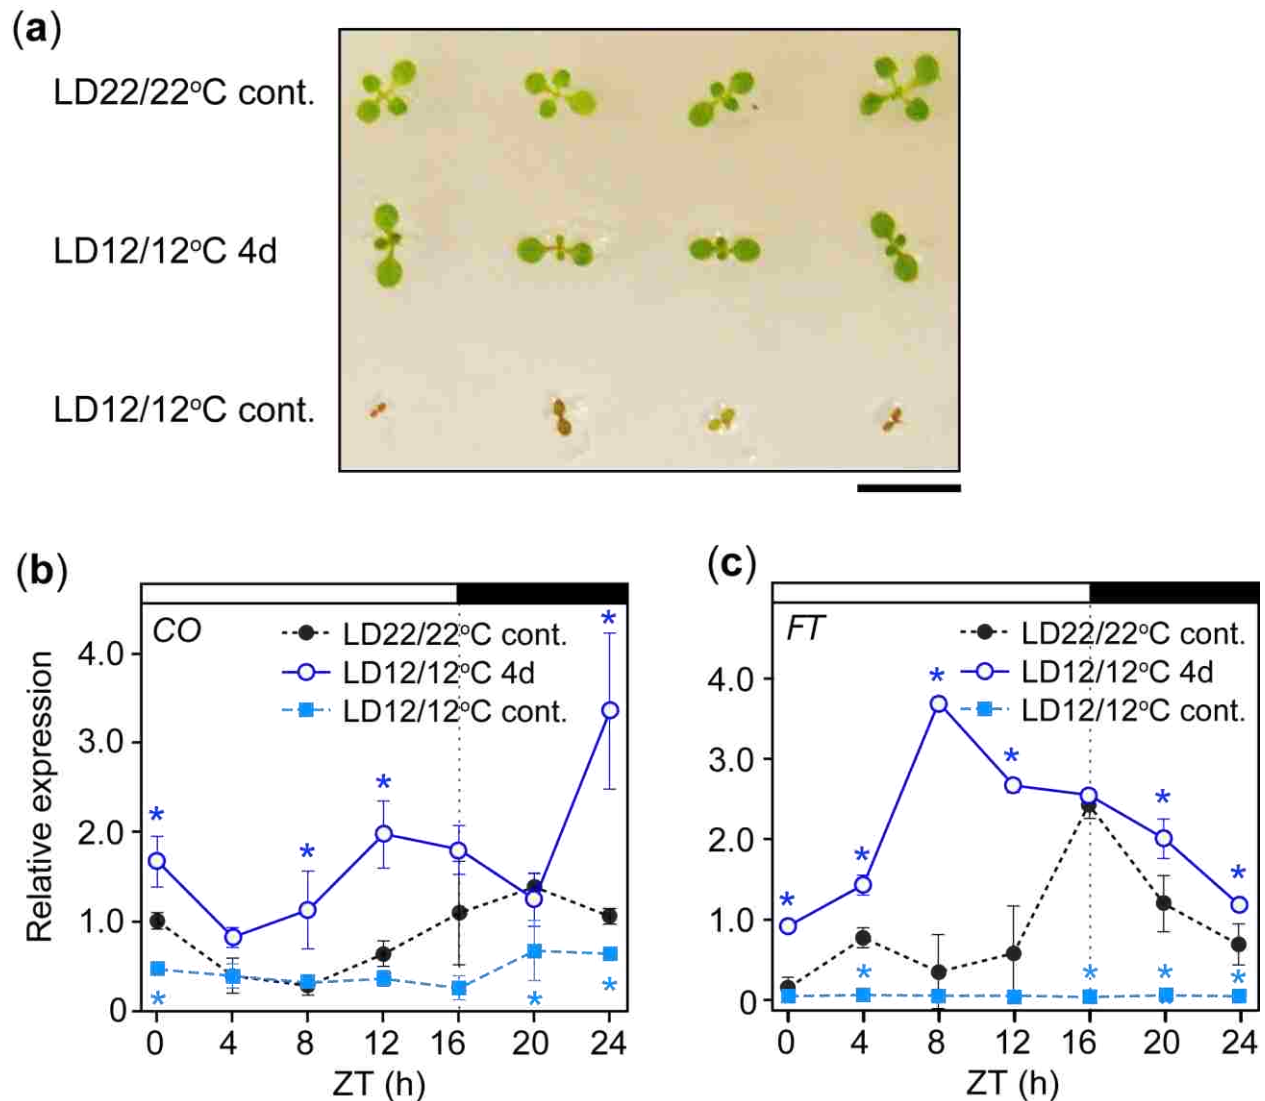 (a)
LD22/22°C cont.
LD12/12°C 4d
LD12/12°C cont.
(b)
CO
LD22/22°C cont.
LD12/12°C 4d
LD12/12°C cont.
Relative expression
4.0
3.0
2.0
1.0
0
*
*
*
*
*
*
*
0 4 8 12 16 20 24
ZT (h)
(c)
FT
LD22/22°C cont.
LD12/12°C 4d
LD12/12°C cont.
4.0
3.0
2.0
1.0
0
*
*
*
*
*
*
*
*
*
*
0 4 8 12 16 20 24
ZT (h)